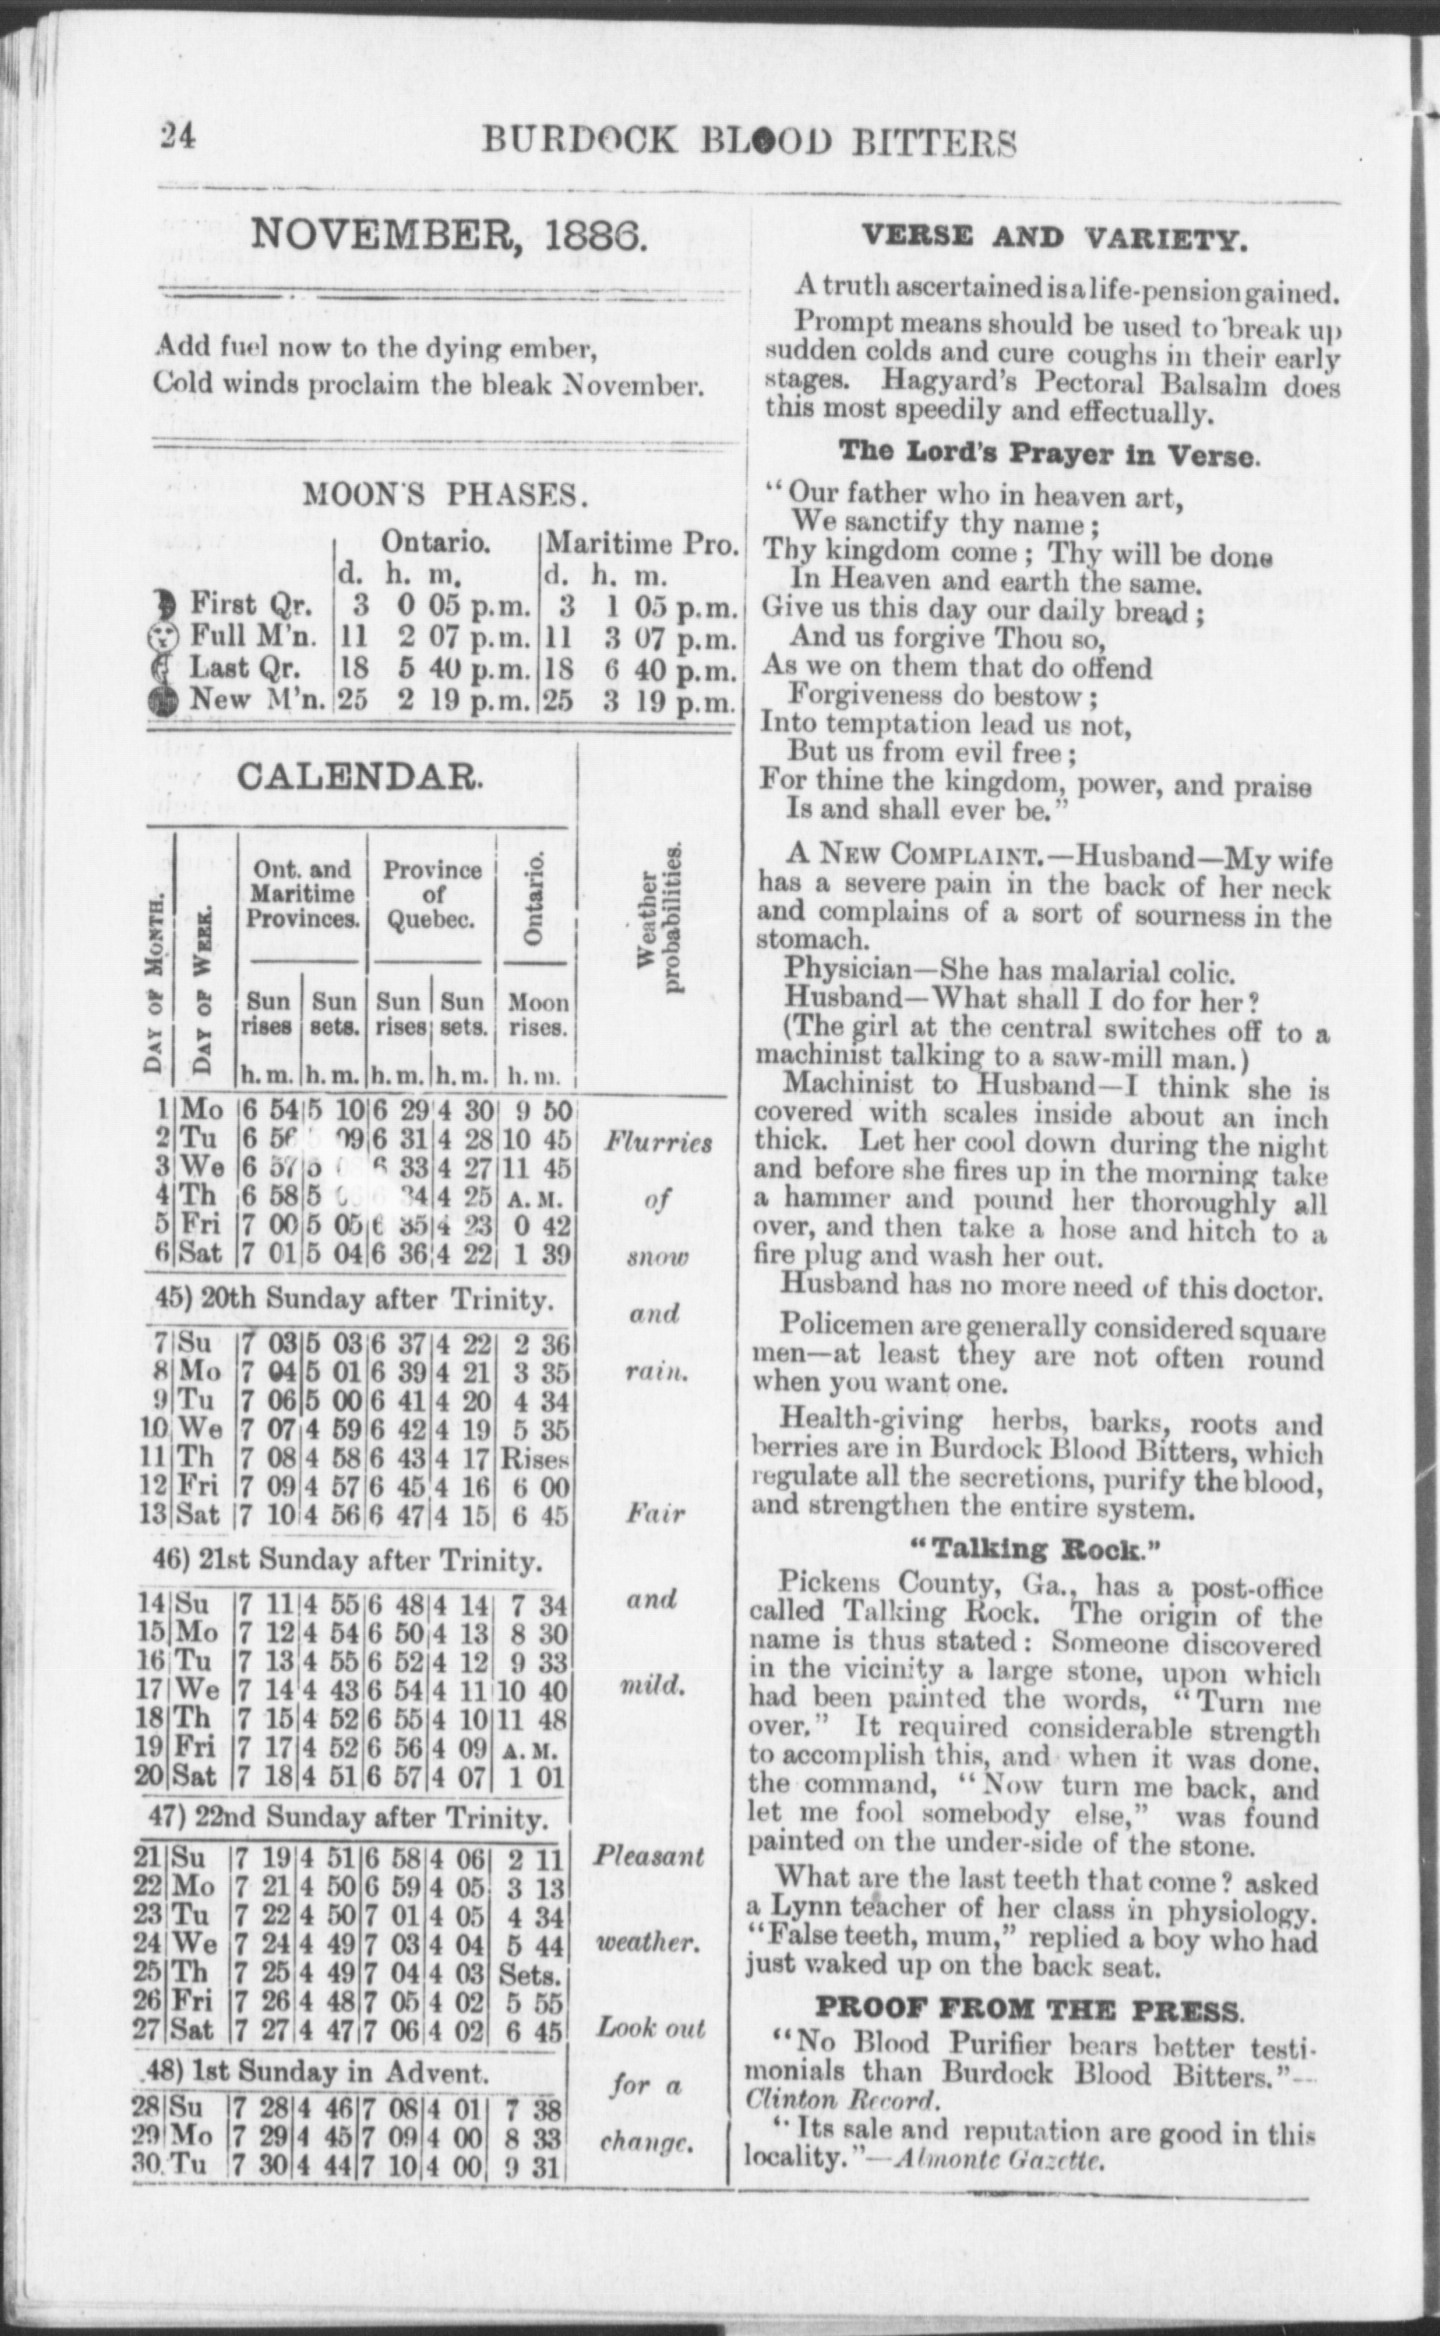 24
BURDOCK BLOOD BITTERS
NOVEMBER, 1886.
Add fuel now to the dying ember,
Cold winds proclaim the bleak November.
MOON'S PHASES.
Ontario. Maritime Pro.
d. h. m. d. h. m.
First Qr. 3 0 05 p.m. 3 1 05 p.m.
Full M'n. 11 2 07 p.m. 11 3 07 p.m.
Last Qr. 18 5 40 p.m. 18 6 40 p.m.
New M'n. 25 2 19 p.m. 25 3 19 p.m.
CALENDAR.
DAY OF MONTH.
DAY OF WEEK.
Ont. and Maritime Provinces.
Province of Quebec.
Ontario.
Weather probabilities.
Sun rises Sun sets. Sun rises Sun sets. Moon rises.
h. m. h. m. h. m. h. m. h. m.
1 Mo 6 54 5 10 6 29 4 30 9 50
2 Tu 6 09 6 31 4 28 10 45 Flurries
3 We 6 57 5 6 33 4 27 11 45
4 Th 6 58 5 34 4 25 A.M. of
5 Fri 7 00 5 05 6 35 4 23 0 42
6 Sat 7 01 5 04 6 36 4 22 1 39 snow
45) 20th Sunday after Trinity.
and
7 Su 7 03 5 03 6 37 4 22 2 36
8 Mo 7 04 5 01 6 39 4 21 3 35 rain.
9 Tu 7 06 5 00 6 41 4 20 4 34
10 We 7 07 4 59 6 42 4 19 5 35
11 Th 7 08 4 58 6 43 4 17 Rises
12 Fri 7 09 4 57 6 45 4 16 6 00
13 Sat 7 10 4 56 6 47 4 15 6 45 Fair
46) 21st Sunday after Trinity.
14 Su 7 11 4 55 6 48 4 14 7 34 and
15 Mo 7 12 4 54 6 50 4 13 8 30
16 Tu 7 13 4 55 6 52 4 12 9 33
17 We 7 14 4 43 6 54 4 11 10 40 mild.
18 Th 7 15 4 52 6 55 4 10 11 48
19 Fri 7 17 4 52 6 56 4 09 A.M.
20 Sat 7 18 4 51 6 57 4 07 1 01
47) 22nd Sunday after Trinity.
21 Su 7 19 4 51 6 58 4 06 2 11 Pleasant
22 Mo 7 21 4 50 6 59 4 05 3 13
23 Tu 7 22 4 50 7 01 4 05 4 34
24 We 7 24 4 49 7 03 4 04 5 44 weather.
25 Th 7 25 4 49 7 04 4 03 Sets.
26 Fri 7 26 4 48 7 05 4 02 5 55
27 Sat 7 27 4 47 7 06 4 02 6 45 Look out
48) 1st Sunday in Advent.
for a
28 Su 7 28 4 46 7 08 4 01 7 38
29 Mo 7 29 4 45 7 09 4 00 8 33 change.
30 Tu 7 30 4 44 7 10 4 00 9 31
VERSE AND VARIETY.
A truth ascertained is a life-pension gained.
Prompt means should be used to break up
sudden colds and cure coughs in their early
stages. Hagyard's Pectoral Balsalm does
this most speedily and effectually.
The Lord's Prayer in Verse.
"Our father who in heaven art,
We sanctify thy name;
Thy kingdom come; Thy will be done
In Heaven and earth the same.
Give us this day our daily bread;
And us forgive Thou so,
As we on them that do offend
Forgiveness do bestow;
Into temptation lead us not,
But us from evil free;
For thine the kingdom, power, and praise
Is and shall ever be."
A NEW COMPLAINT.—Husband—My wife
has a severe pain in the back of her neck
and complains of a sort of sourness in the
stomach.
Physician—She has malarial colic.
Husband—What shall I do for her?
(The girl at the central switches off to a
machinist talking to a saw-mill man.)
Machinist to Husband—I think she is
covered with scales inside about an inch
thick. Let her cool down during the night
and before she fires up in the morning take
a hammer and pound her thoroughly all
over, and then take a hose and hitch to a
fire plug and wash her out.
Husband has no more need of this doctor.
Policemen are generally considered square
men—at least they are not often round
when you want one.
Health-giving herbs, barks, roots and
berries are in Burdock Blood Bitters, which
regulate all the secretions, purify the blood,
and strengthen the entire system.
"Talking Rock."
Pickens County, Ga., has a post-office
called Talking Rock. The origin of the
name is thus stated: Someone discovered
in the vicinity a large stone, upon which
had been painted the words, "Turn me
over." It required considerable strength
to accomplish this, and when it was done,
the command, "Now turn me back, and
let me fool somebody else," was found
painted on the under-side of the stone.
What are the last teeth that come? asked
a Lynn teacher of her class in physiology.
"False teeth, mum," replied a boy who had
just waked up on the back seat.
PROOF FROM THE PRESS.
"No Blood Purifier bears better testi-
monials than Burdock Blood Bitters."—
Clinton Record.
"Its sale and reputation are good in this
locality."—Almonte Gazette.